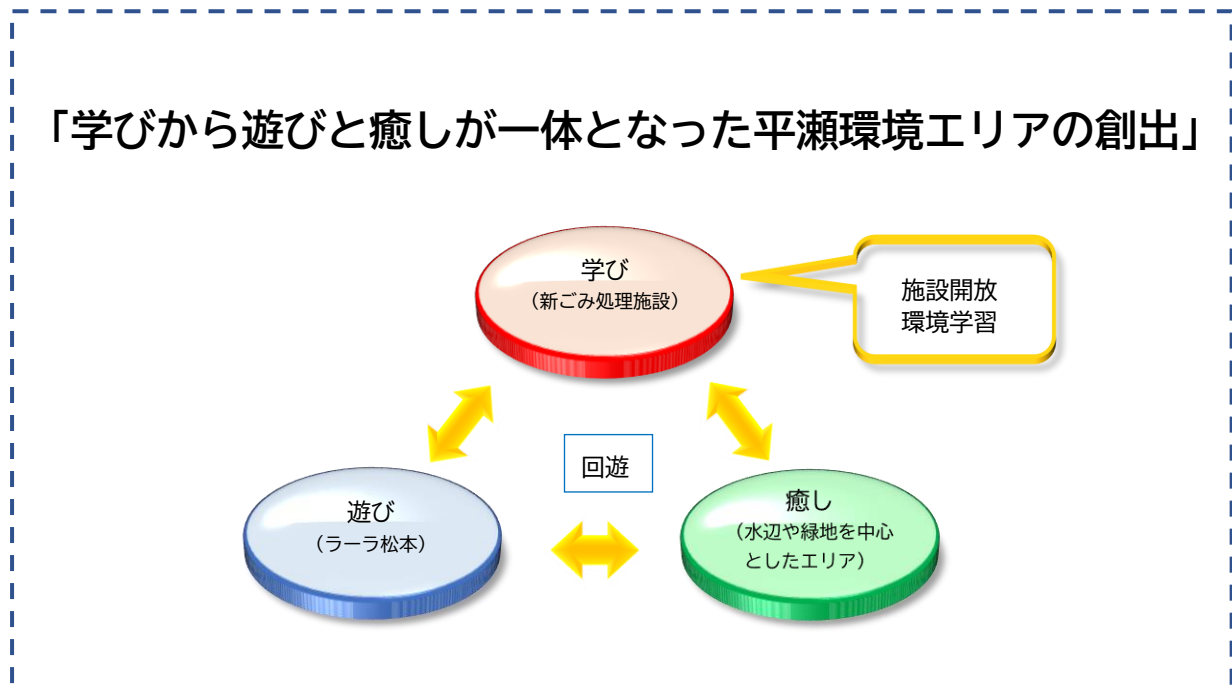 「学びから遊びと癒しが一体となった平瀬環境エリアの創出」
学び
（新ごみ処理施設）
施設開放
環境学習
回遊
遊び
（ラーラ松本）
癒し
（水辺や緑地を中心
としたエリア）